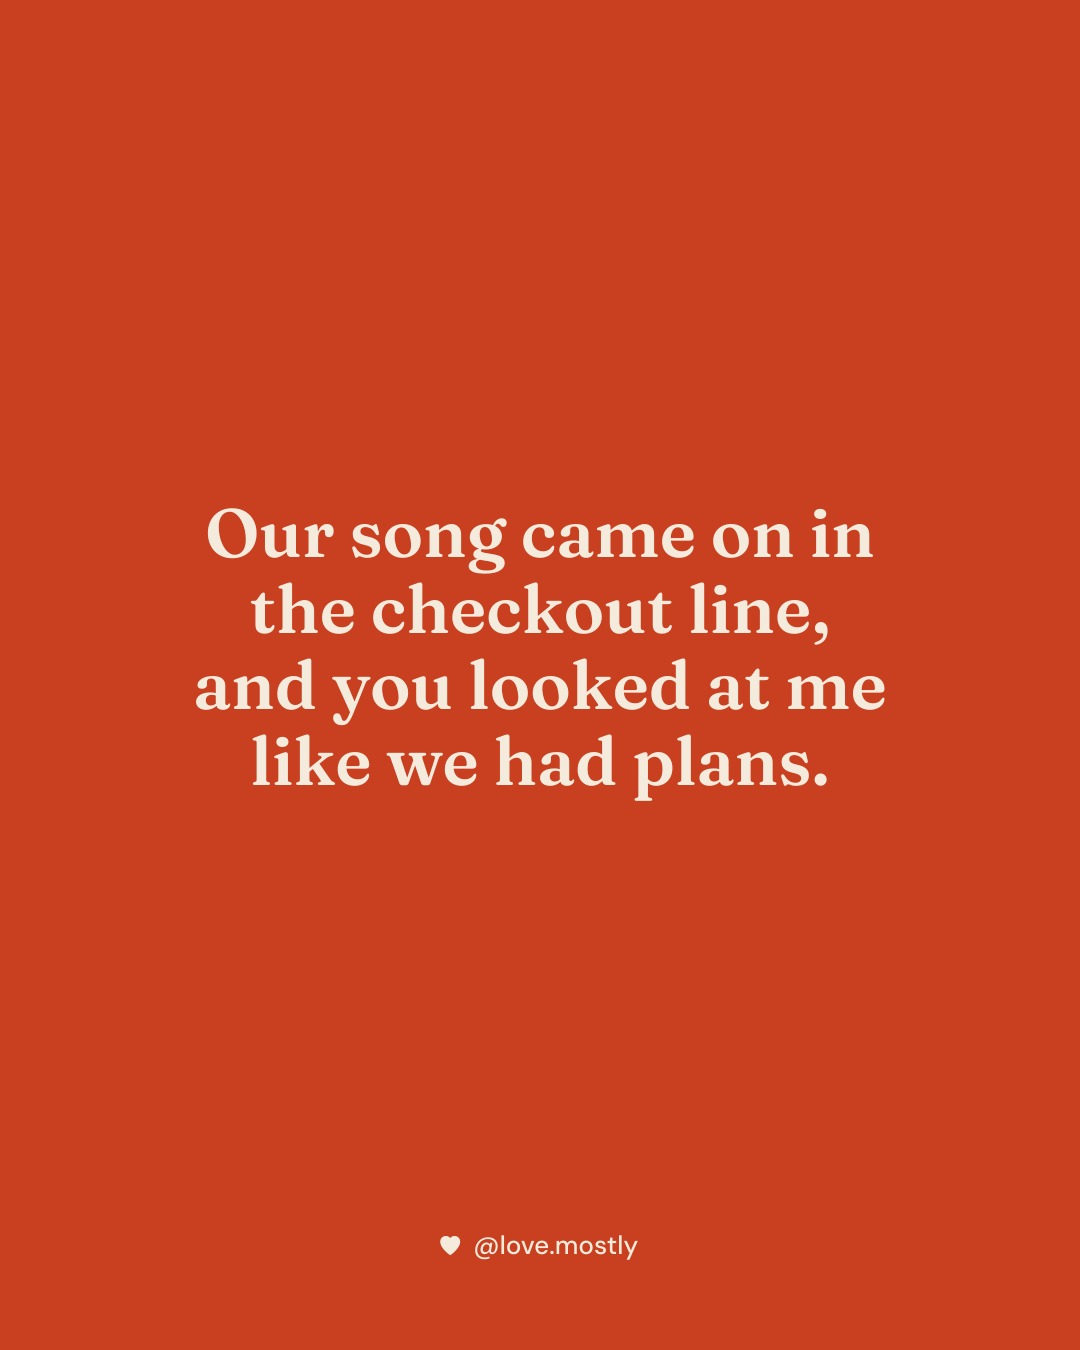 Our song came on in
the checkout line,
and you looked at me
like we had plans.
@love.mostly